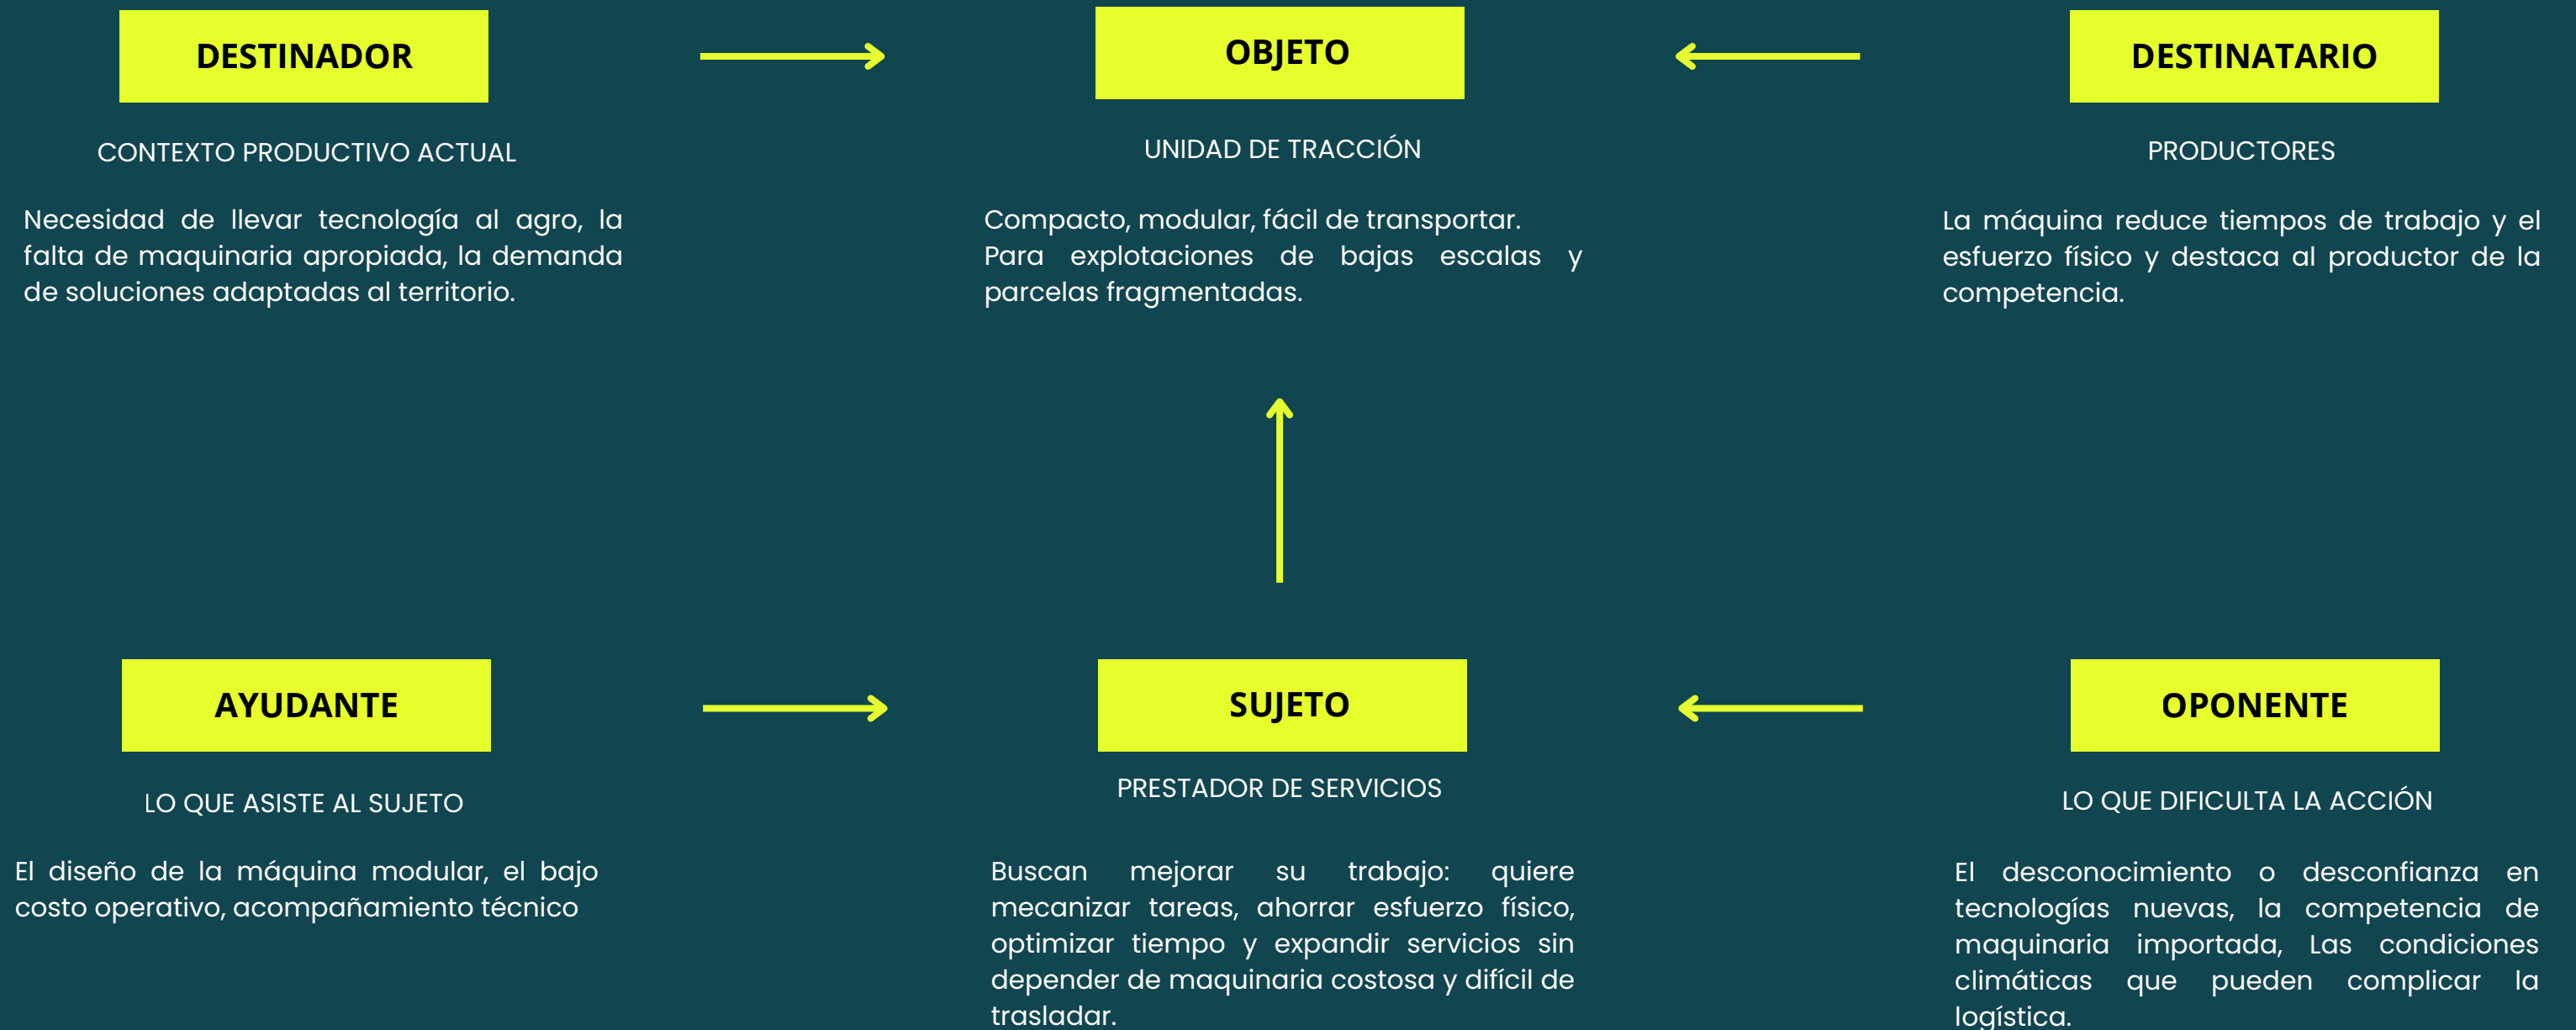 DESTINADOR
CONTEXTO PRODUCTIVO ACTUAL
Necesidad de llevar tecnología al agro, la
falta de maquinaria apropiada, la demanda
de soluciones adaptadas al territorio.
OBJETO
UNIDAD DE TRACCIÓN
Compacto, modular, fácil de transportar.
Para explotaciones de bajas escalas y
parcelas fragmentadas.
DESTINATARIO
PRODUCTORES
La máquina reduce tiempos de trabajo y el
esfuerzo físico y destaca al productor de la
competencia.
AYUDANTE
LO QUE ASISTE AL SUJETO
El diseño de la máquina modular, el bajo
costo operativo, acompañamiento técnico
SUJETO
PRESTADOR DE SERVICIOS
Buscan mejorar su trabajo: quiere
mecanizar tareas, ahorrar esfuerzo físico,
optimizar tiempo y expandir servicios sin
depender de maquinaria costosa y difícil de
trasladar.
OPONENTE
LO QUE DIFICULTA LA ACCIÓN
El desconocimiento o desconfianza en
tecnologías nuevas, la competencia de
maquinaria importada, Las condiciones
climáticas que pueden complicar la
logística.